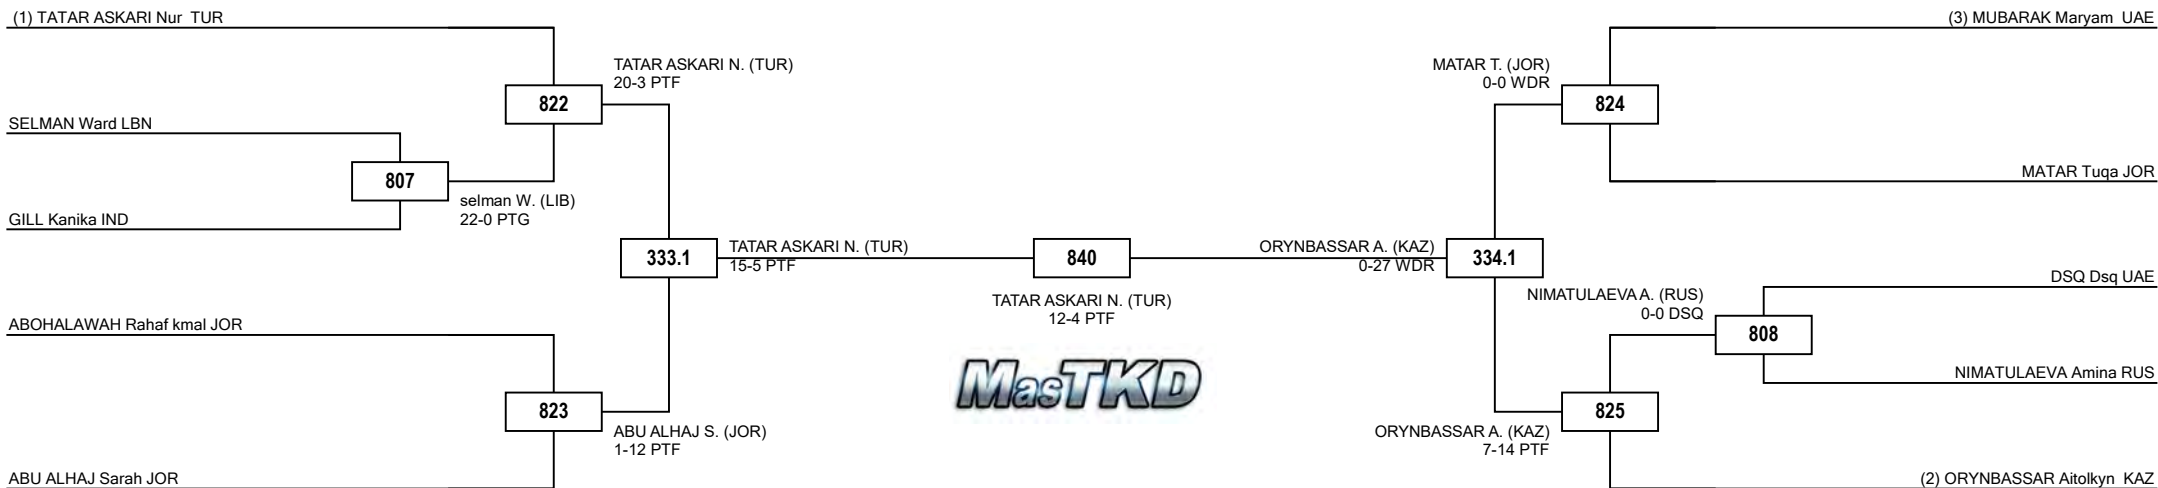 (1) TATAR ASKARI Nur TUR
(3) MUBARAK Maryam UAE
TATAR ASKARI N. (TUR)
20-3 PTF
MATAR T. (JOR)
0-0 WDR
822
824
SELMAN Ward LBN
807
MATAR Tuqa JOR
selman W. (LIB)
22-0 PTG
GILL Kanika IND
333.1
TATAR ASKARI N. (TUR)
15-5 PTF
840
ORYNBASSAR A. (KAZ)
0-27 WDR
334.1
DSQ Dsq UAE
TATAR ASKARI N. (TUR)
12-4 PTF
NIMATULAEVA A. (RUS)
0-0 DSQ
808
ABOHALAWAH Rahaf kmal JOR
NIMATULAEVA Amina RUS
MasTKD
823
825
ABU ALHAJ S. (JOR)
1-12 PTF
ORYNBASSAR A. (KAZ)
7-14 PTF
ABU ALHAJ Sarah JOR
(2) ORYNBASSAR Aitolkyn KAZ